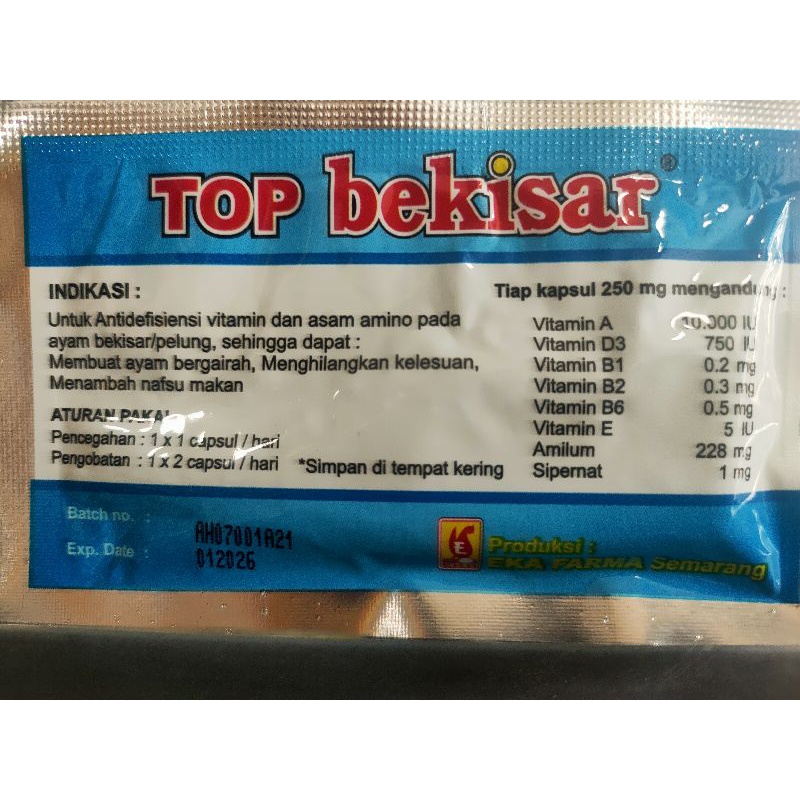 TOP bekisar®
INDIKASI :
Untuk Antidefisiensi vitamin dan asam amino pada
ayam bekisar/pelung, sehingga dapat :
Membuat ayam bergairah, Menghilangkan kelesuan,
Menambah nafsu makan
ATURAN PAKAI
Pencegahan : 1 x 1 capsul / hari
Pengobatan : 1 x 2 capsul / hari *Simpan di tempat kering
Tiap kapsul 250 mg mengandung :
Vitamin A 10.000 IU
Vitamin D3 750 IU
Vitamin B1 0.2 mg
Vitamin B2 0.3 mg
Vitamin B6 0.5 mg
Vitamin E 5 IU
Amilum 228 mg
Sipernat 1 mg
Batch no. : AH07001A21
Exp. Date : 012026
E
Produksi :
EKA FARMA Semarang